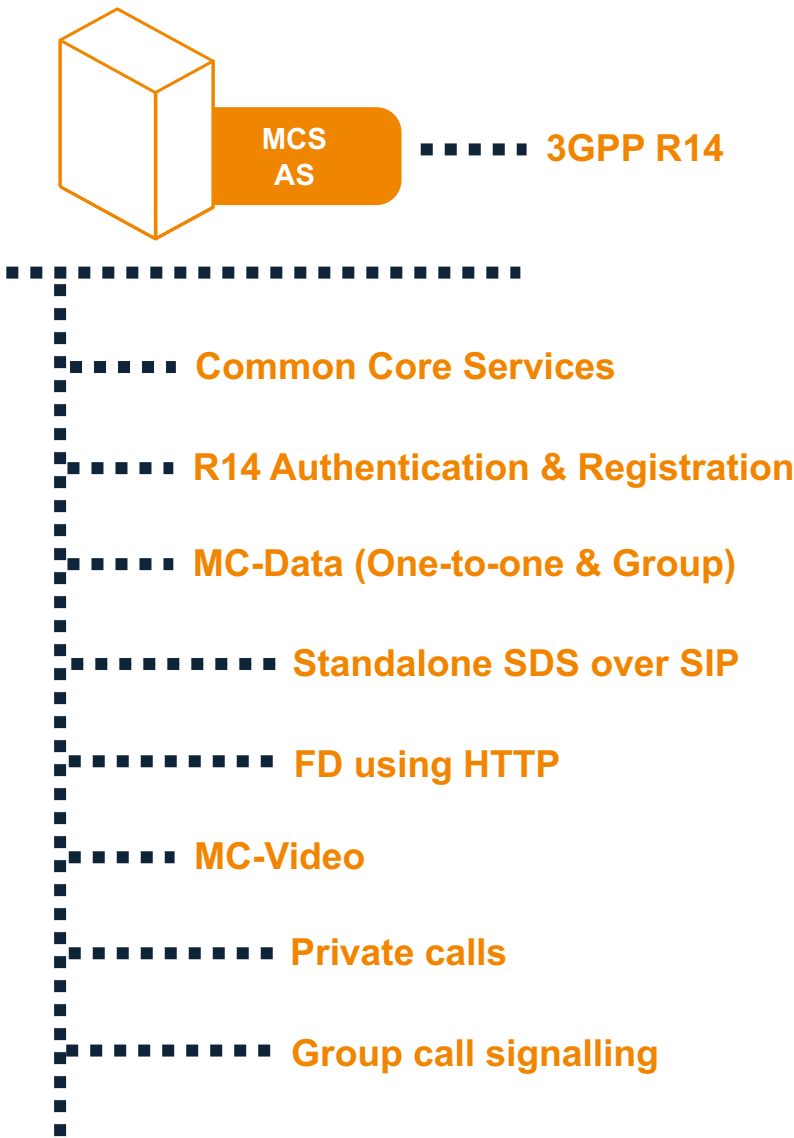 MCS
AS
3GPP R14
Common Core Services
R14 Authentication & Registration
MC-Data (One-to-one & Group)
Standalone SDS over SIP
FD using HTTP
MC-Video
Private calls
Group call signalling